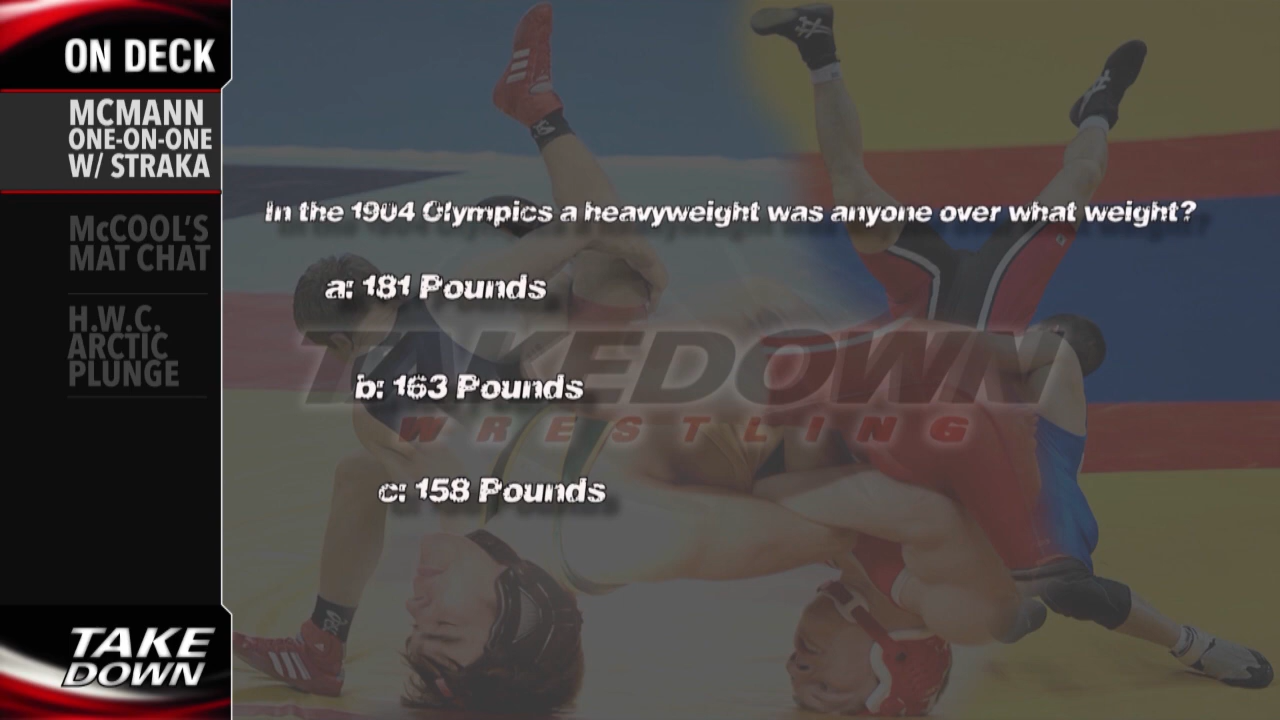 ON DECK
MCMANN
ONE-ON-ONE
W/ STRAKA
McCOOL'S
MAT CHAT
H.W.C.
ARCTIC
PLUNGE
TAKE
DOWN
In the 1904 Olympics a heavyweight was anyone over what weight?
a: 181 Pounds
b: 163 Pounds
c: 158 Pounds
TAKEDOWN
WRESTLING